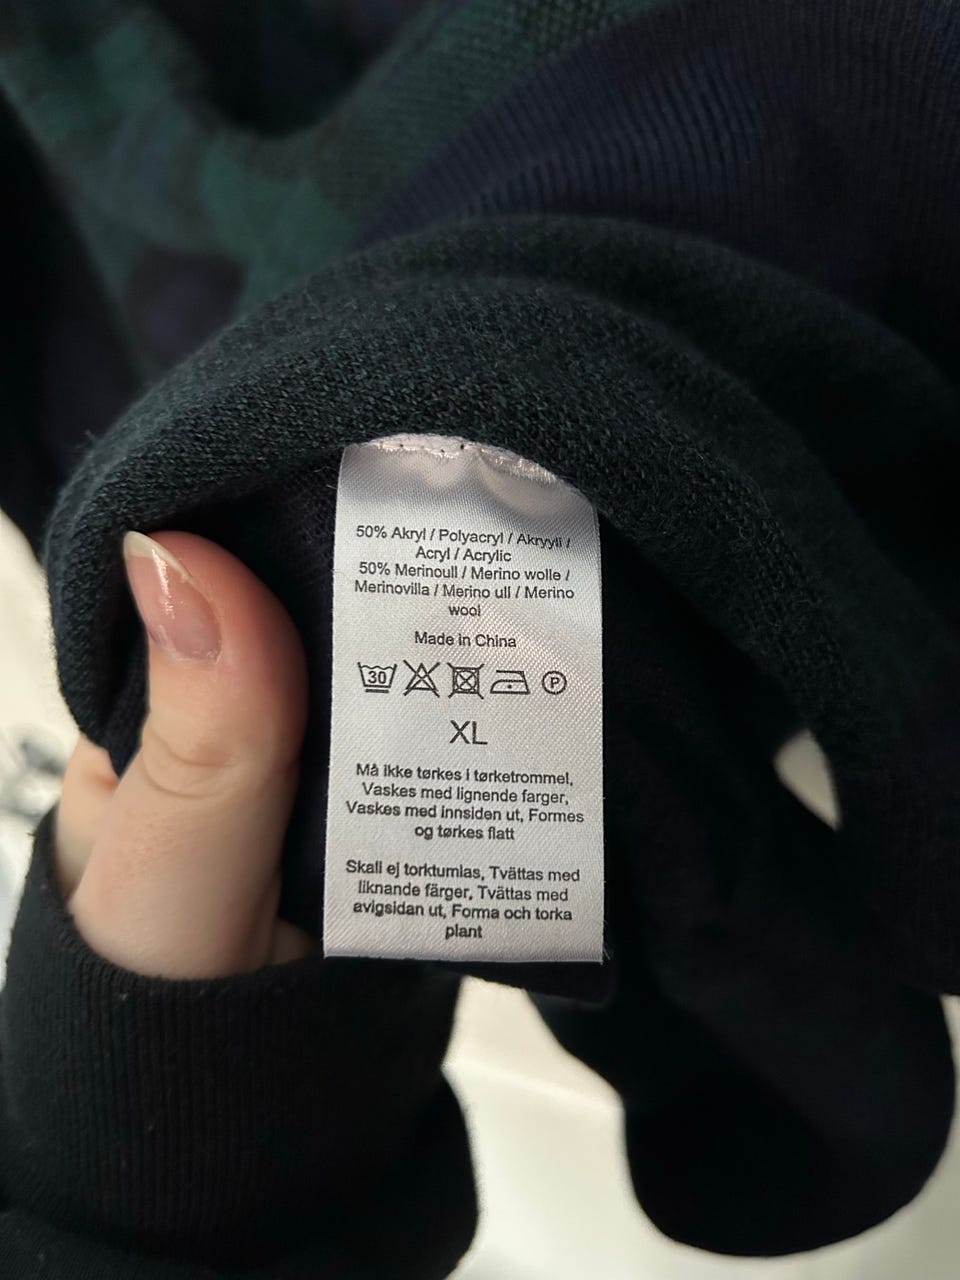 50% Akryl / Polyacryl / Akryyli /
Acryl / Acrylic
50% Merinoull / Merino wolle /
Merinovilla / Merino ull / Merino
wool
Made in China
30 P
XL
Må ikke tørkes i tørketrommel,
Vaskes med lignende farger,
Vaskes med innsiden ut, Formes
og tørkes flatt
Skall ej torktumlas, Tvättas med
liknande färger, Tvättas med
avigsidan ut, Forma och torka
plant